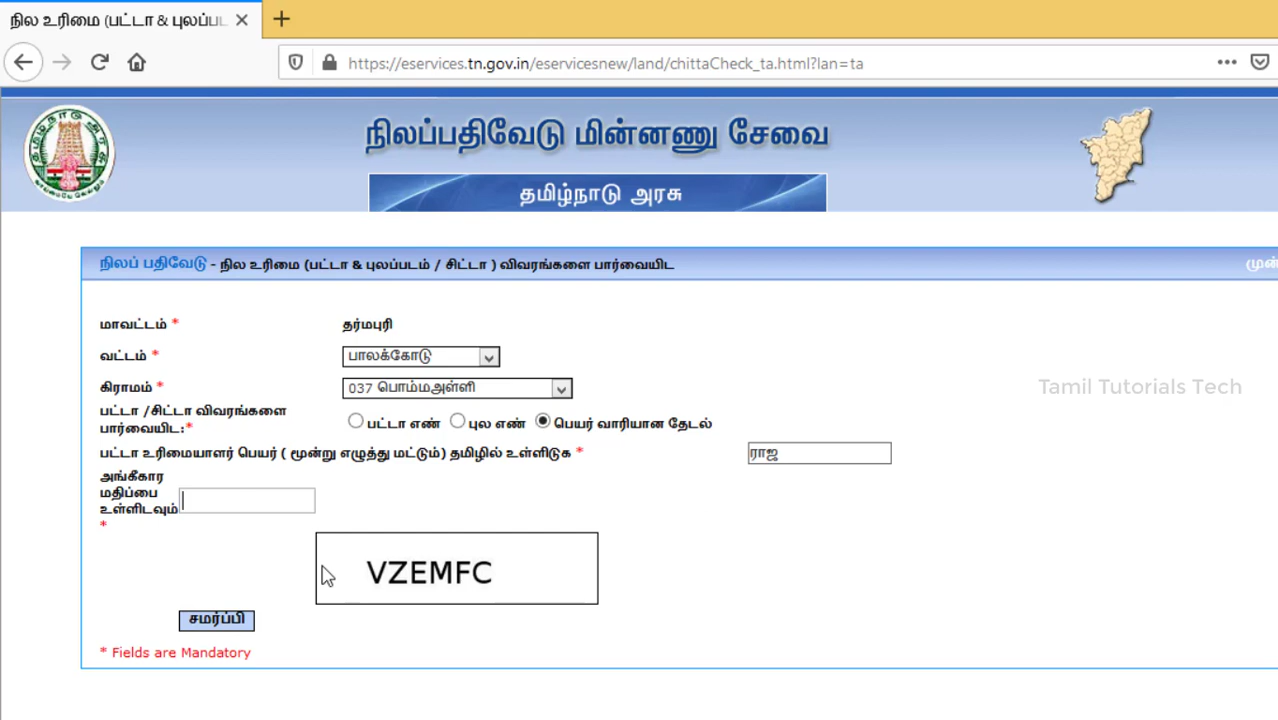 நில உரிமை (பட்டா & புலப்பட
https://eservices.tn.gov.in/eservicesnew/land/chittaCheck_ta.html?lan=ta
நிலப்பதிவேடு மின்னணு சேவை
தமிழ்நாடு அரசு
நிலப் பதிவேடு - நில உரிமை (பட்டா & புலப்படம் / சிட்டா ) விவரங்களை பார்வையிட
முன்
மாவட்டம் * தர்மபுரி
வட்டம் * பாலக்கோடு
கிராமம் * 037 பொம்மஅள்ளி
Tamil Tutorials Tech
பட்டா /சிட்டா விவரங்களை
பார்வையிட:* பட்டா எண் புல எண் பெயர் வாரியான தேடல்
பட்டா உரிமையாளர் பெயர் ( மூன்று எழுத்து மட்டும்) தமிழில் உள்ளிடுக * ராஜ
அங்கீகார
மதிப்பை
உள்ளிடவும்
*
VZEMFC
சமர்ப்பி
* Fields are Mandatory